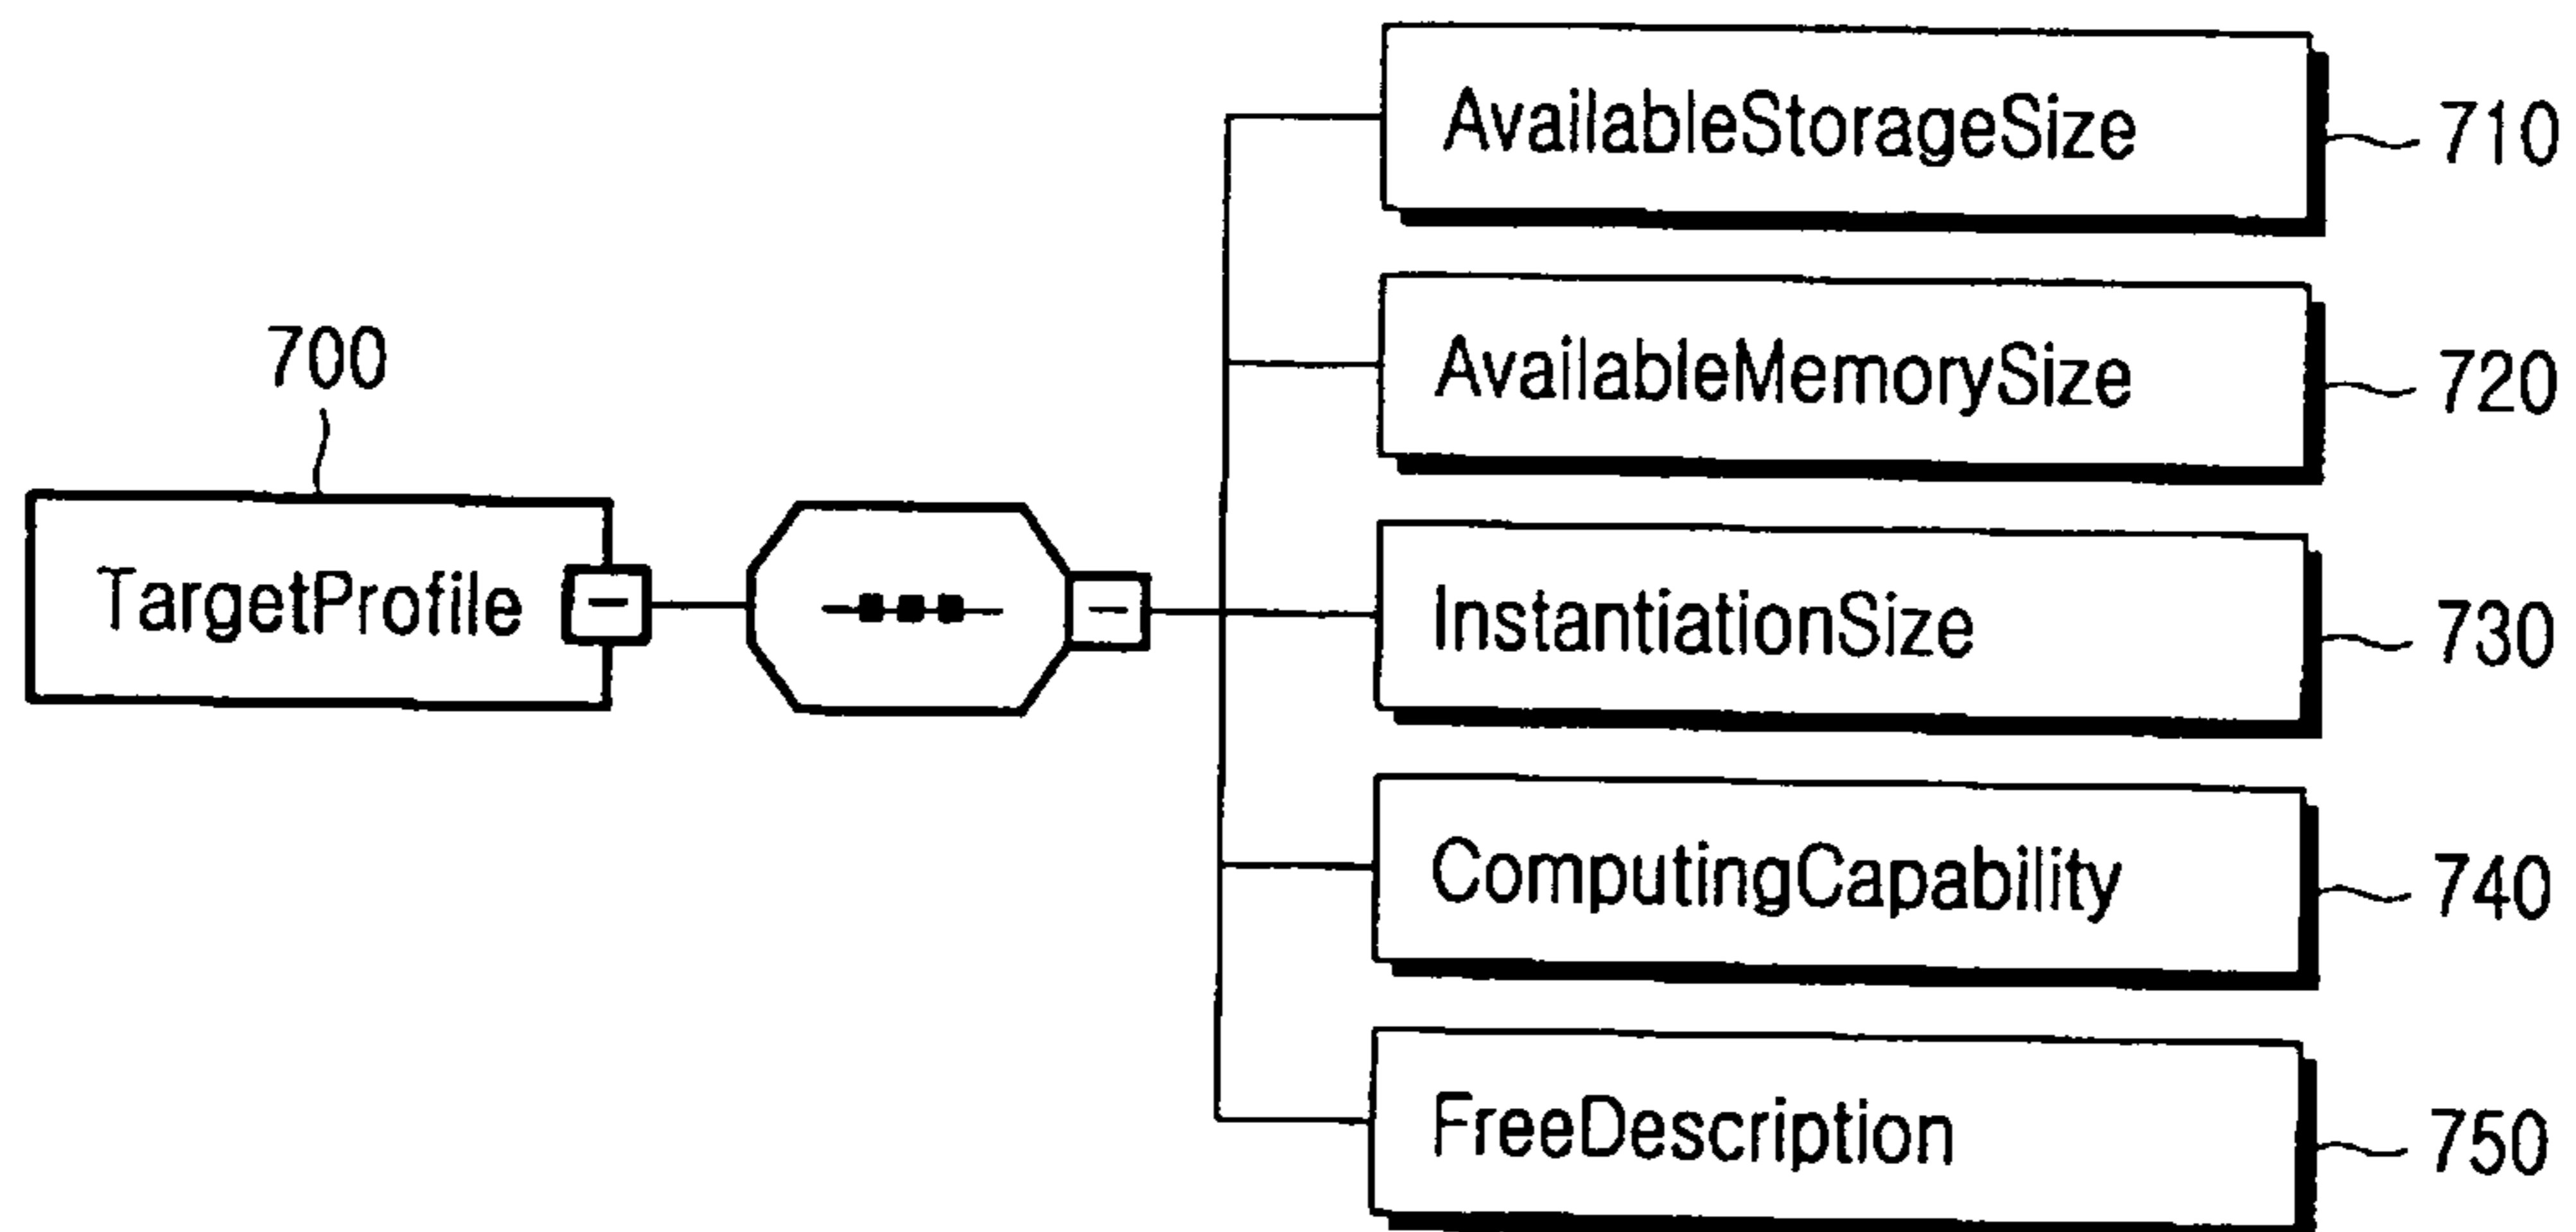 AvailableStorageSize 710
AvailableMemorySize 720
700
TargetProfile
InstantiationSize 730
ComputingCapability 740
FreeDescription 750